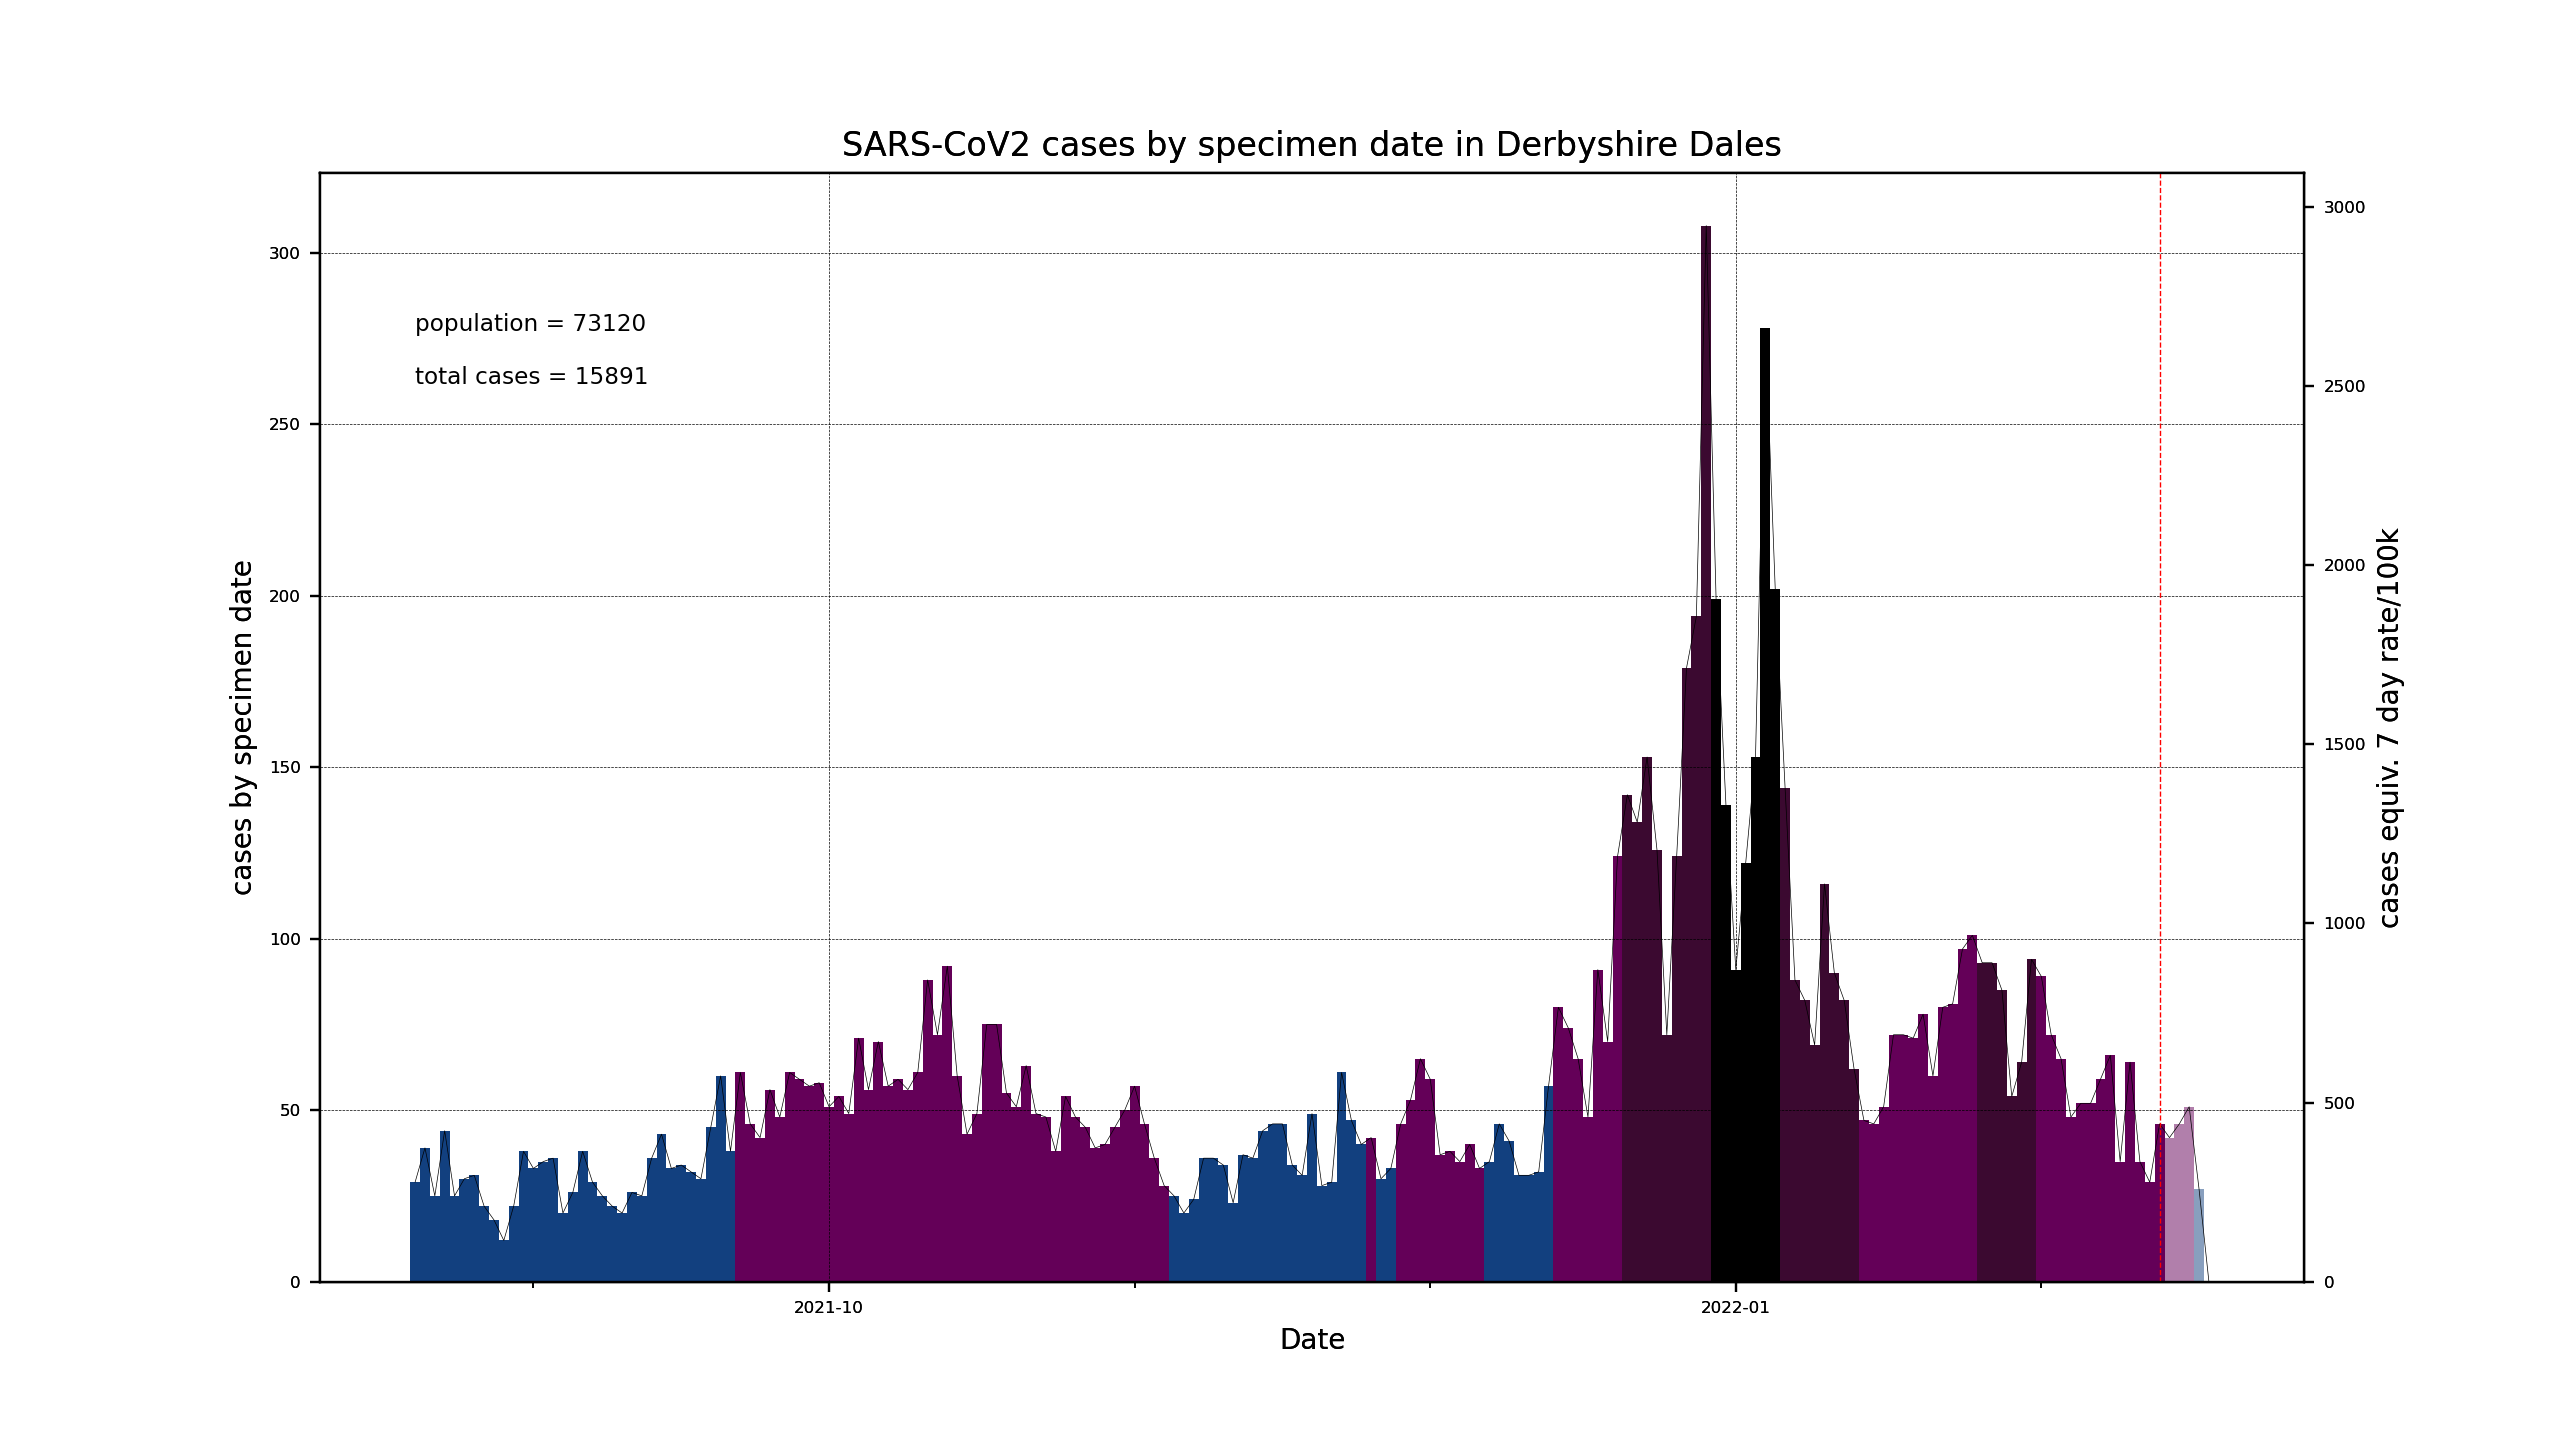 SARS-CoV2 cases by specimen date in Derbyshire Dales
population = 73120
total cases = 15891
cases by specimen date
300
250
200
150
100
50
0
3000
2500
2000
1500
1000
500
0
cases equiv. 7 day rate/100k
2021-10
2022-01
Date